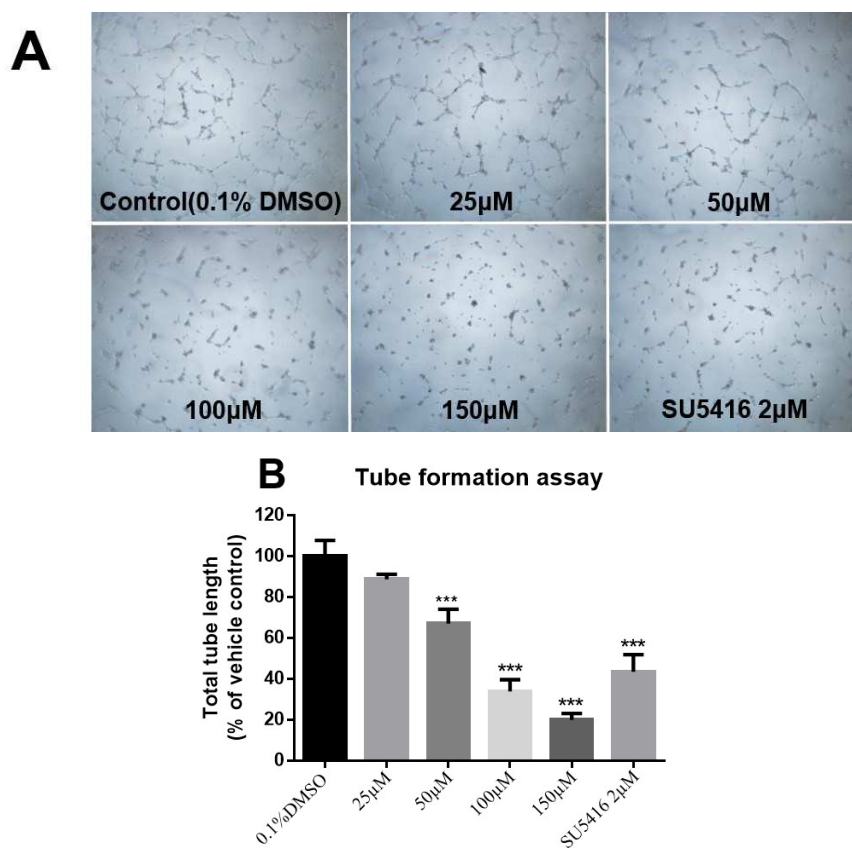 A
Control(0.1% DMSO)
25µM
50µM
100µM
150µM
SU5416 2µM
B
Tube formation assay
Total tube length
(% of vehicle control)
120
100
80
60
40
20
0
***
***
***
***
0.1%DMSO
25µM
50µM
100µM
150µM
SU5416 2µM